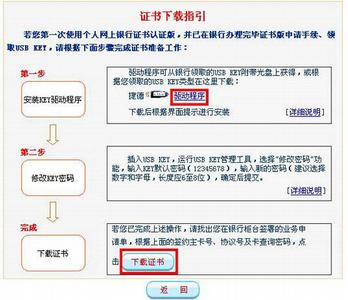 证书下载指引
若您第一次使用个人网上银行证书认证版，并已在银行办理完毕证书版申请手续、领
取USB KEY，请根据下面步骤完成证书准备工作：
第一步
安装KEY驱动程序
驱动程序可从银行领取的USB KEY附带光盘上获得，或根
据您领取的USB KEY类型在这里下载：
捷德 驱动程序
下载后根据界面提示进行安装 [详细说明]
第二步
修改KEY密码
插入USB KEY，运行USB KEY管理工具，选择“修改密码”功
能，输入KEY默认密码（12345678），输入新的密码（建议选择
数字和字母，长度应6至8位），确定后提交。
[详细说明]
完成
下载证书
若您已完成上述操作，请找出您在银行柜台签署的业务申
请单，根据上面的签约主卡号、协议号及卡查询密码，点
击 下载证书
返 回